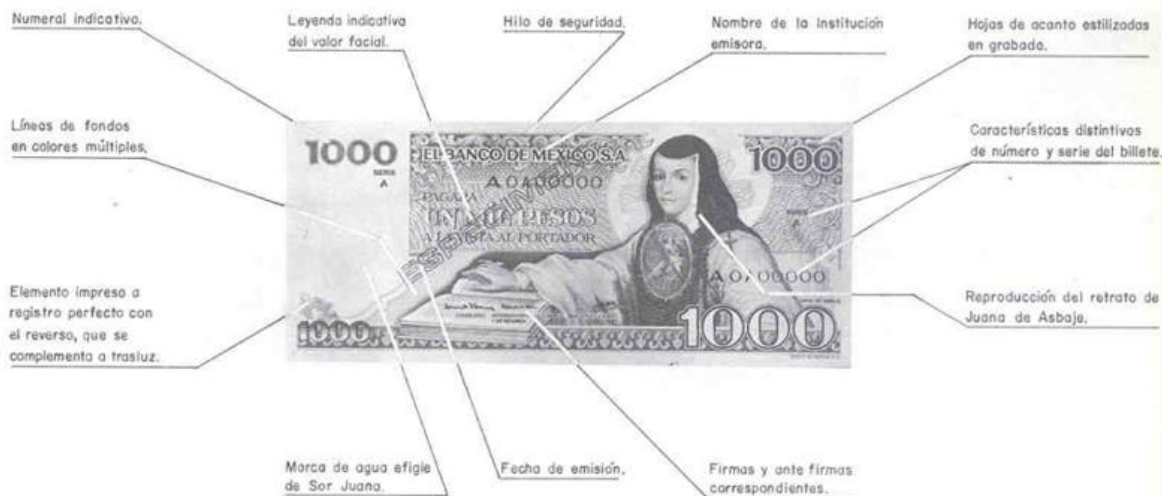 Numeral indicativo.
Leyenda indicativa
del valor facial.
Hilo de seguridad.
Nombre de la Institución
emisora.
Hojas de acanto estilizadas
en grabado.
Líneas de fondos
en colores múltiples.
Características distintivas
de número y serie del billete.
1000
SERIE
A
EL BANCO DE MEXICO S.A.
1000
A0A00000
PAGARA
UN MIL PESOS
A LA VISTA AL PORTADOR
SERIE
A
A0A00000
1000
1000
Elemento impreso a
registro perfecto con
el reverso, que se
complementa a trasluz.
Reproducción del retrato de
Juana de Asbaje.
Marca de agua efigie
de Sor Juana.
Fecha de emisión.
Firmas y ante firmas
correspondientes.